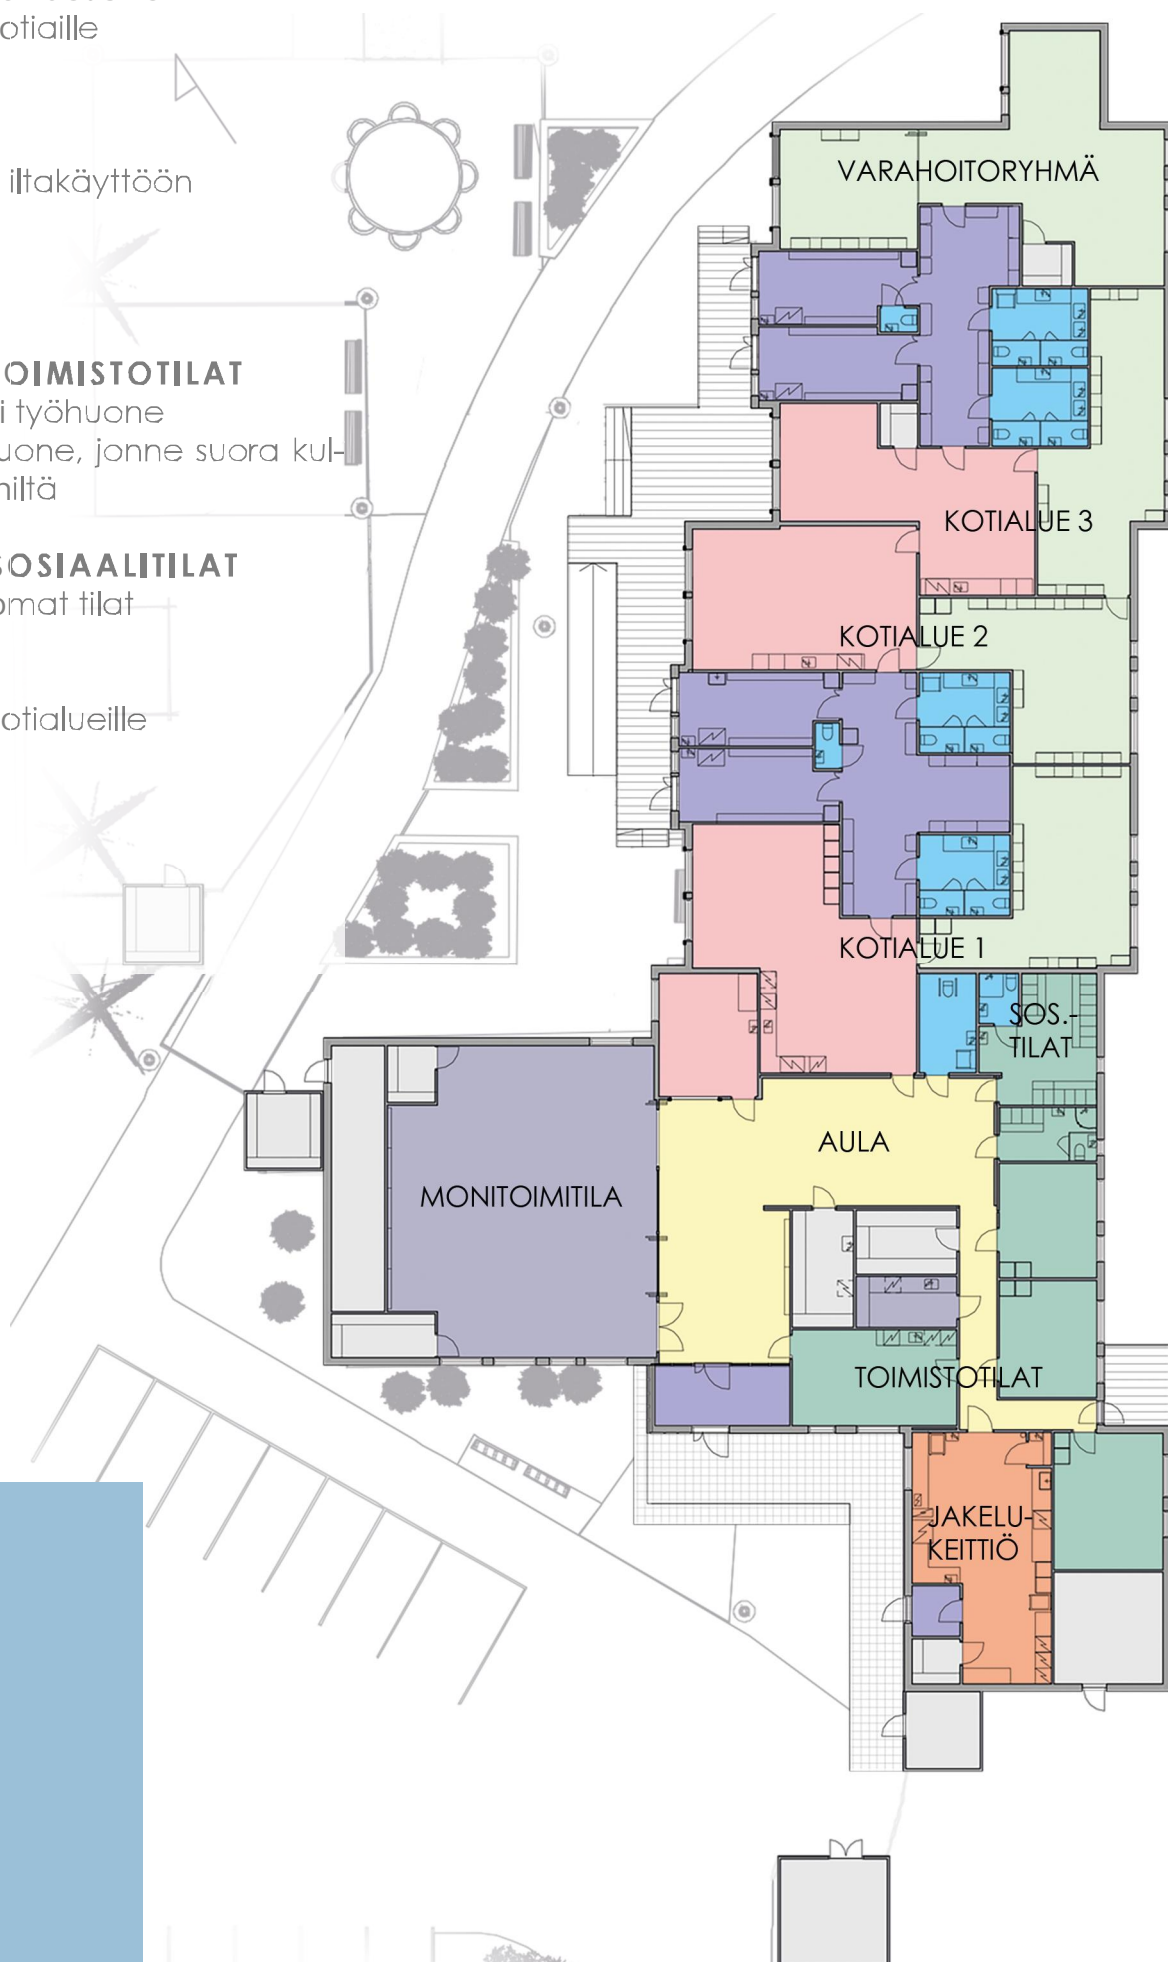 otiaille
iltakäyttöön
OIMISTOTILAT
i työhuone
uone, jonne suora kul-
niltä
SOSIAALITILAT
omat tilat
otialueille
VARAHOITORYHMÄ
KOTIALUE 3
KOTIALUE 2
KOTIALUE 1
SOS.-
TILAT
AULA
MONITOIMITILA
TOIMISTOTILAT
JAKELU-
KEITTIÖ